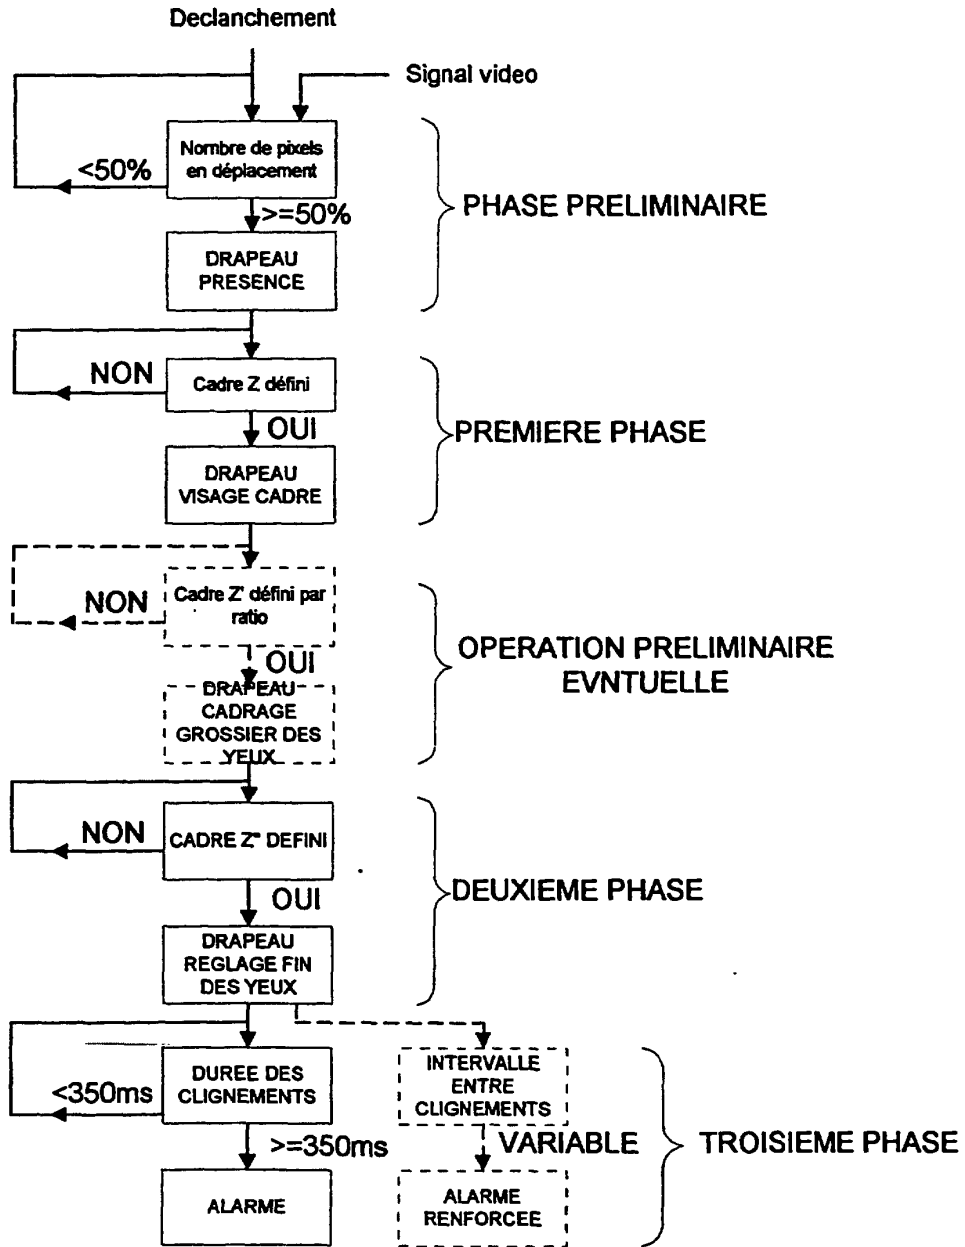 Declanchement
Signal video
Nombre de pixels
en déplacement
<50%
>=50%
PHASE PRELIMINAIRE
DRAPEAU
PRESENCE
NON
Cadre Z défini
OUI
PREMIERE PHASE
DRAPEAU
VISAGE CADRE
NON
Cadre Z' défini par
ratio
OUI
OPERATION PRELIMINAIRE
EVNTUELLE
DRAPEAU
CADRAGE
GROSSIER DES
YEUX
NON
CADRE Z" DEFINI
OUI
DEUXIEME PHASE
DRAPEAU
REGLAGE FIN
DES YEUX
<350ms
DUREE DES
CLIGNEMENTS
INTERVALLE
ENTRE
CLIGNEMENTS
>=350ms
VARIABLE
TROISIEME PHASE
ALARME
ALARME
RENFORCEE